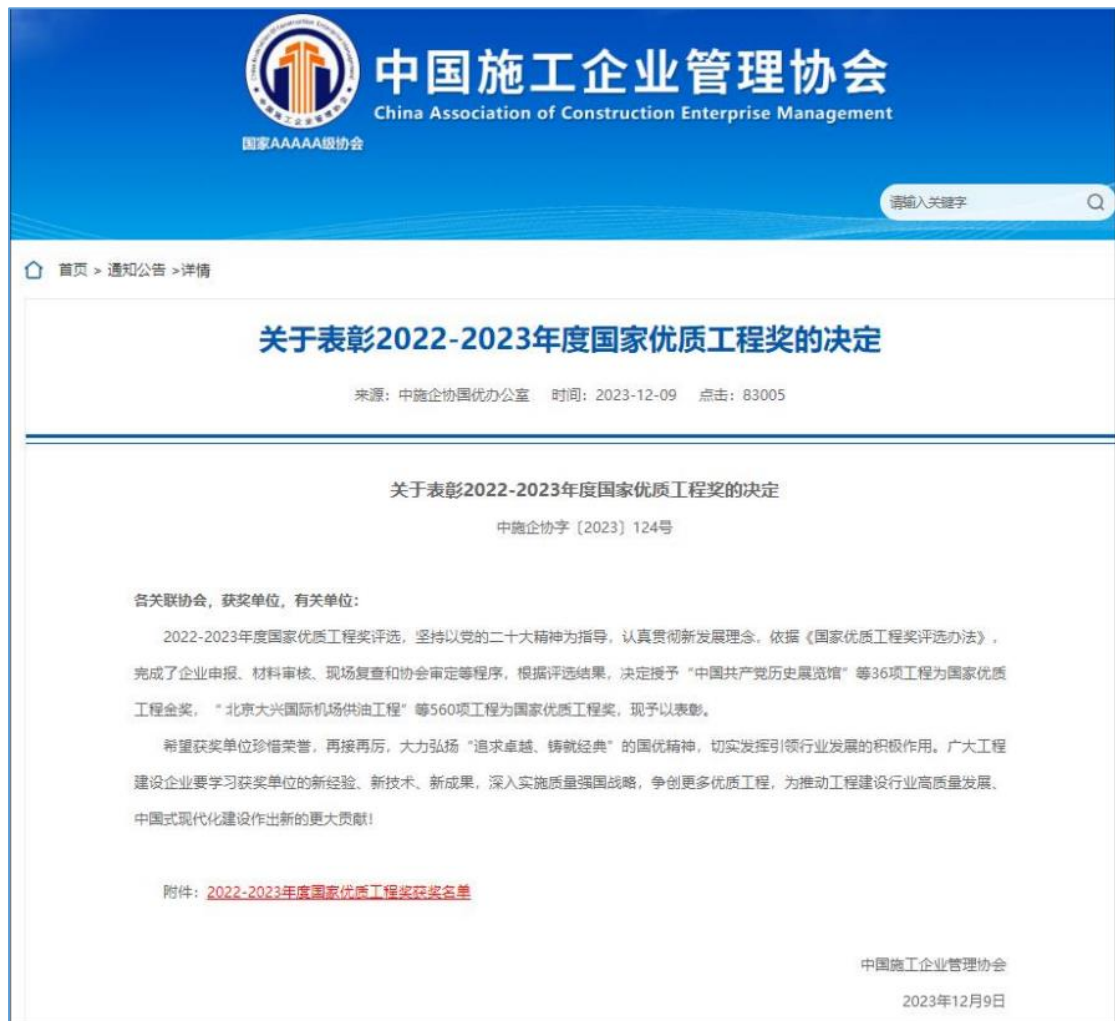 中国施工企业管理协会
China Association of Construction Enterprise Management
国家AAAAA级协会
请输入关键字
首页 > 通知公告 >详情
关于表彰2022-2023年度国家优质工程奖的决定
来源：中施企协国优办公室 时间：2023-12-09 点击：83005
关于表彰2022-2023年度国家优质工程奖的决定
中施企协字〔2023〕124号
各关联协会，获奖单位，有关单位：
2022-2023年度国家优质工程奖评选，坚持以党的二十大精神为指导，认真贯彻新发展理念，依据《国家优质工程奖评选办法》，
完成了企业申报、材料审核、现场复查和协会审定等程序，根据评选结果，决定授予“中国共产党历史展览馆”等36项工程为国家优质
工程金奖，“北京大兴国际机场供油工程”等560项工程为国家优质工程奖，现予以表彰。
希望获奖单位珍惜荣誉，再接再厉，大力弘扬“追求卓越、铸就经典”的国优精神，切实发挥引领行业发展的积极作用。广大工程
建设企业要学习获奖单位的新经验、新技术、新成果，深入实施质量强国战略，争创更多优质工程，为推动工程建设行业高质量发展、
中国式现代化建设作出新的更大贡献！
附件：2022-2023年度国家优质工程奖获奖名单
中国施工企业管理协会
2023年12月9日